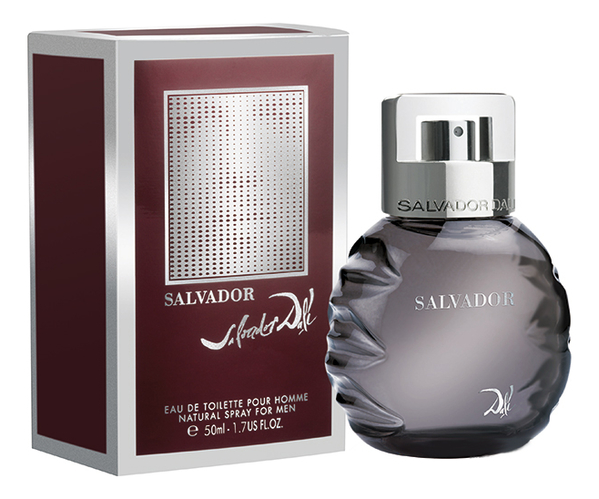 SALVADOR
Salvador Dalí
EAU DE TOILETTE POUR HOMME
NATURAL SPRAY FOR MEN
℮ 50ml - 1.7US FL.OZ.
SALVADOR DALI
SALVADOR
Dalí